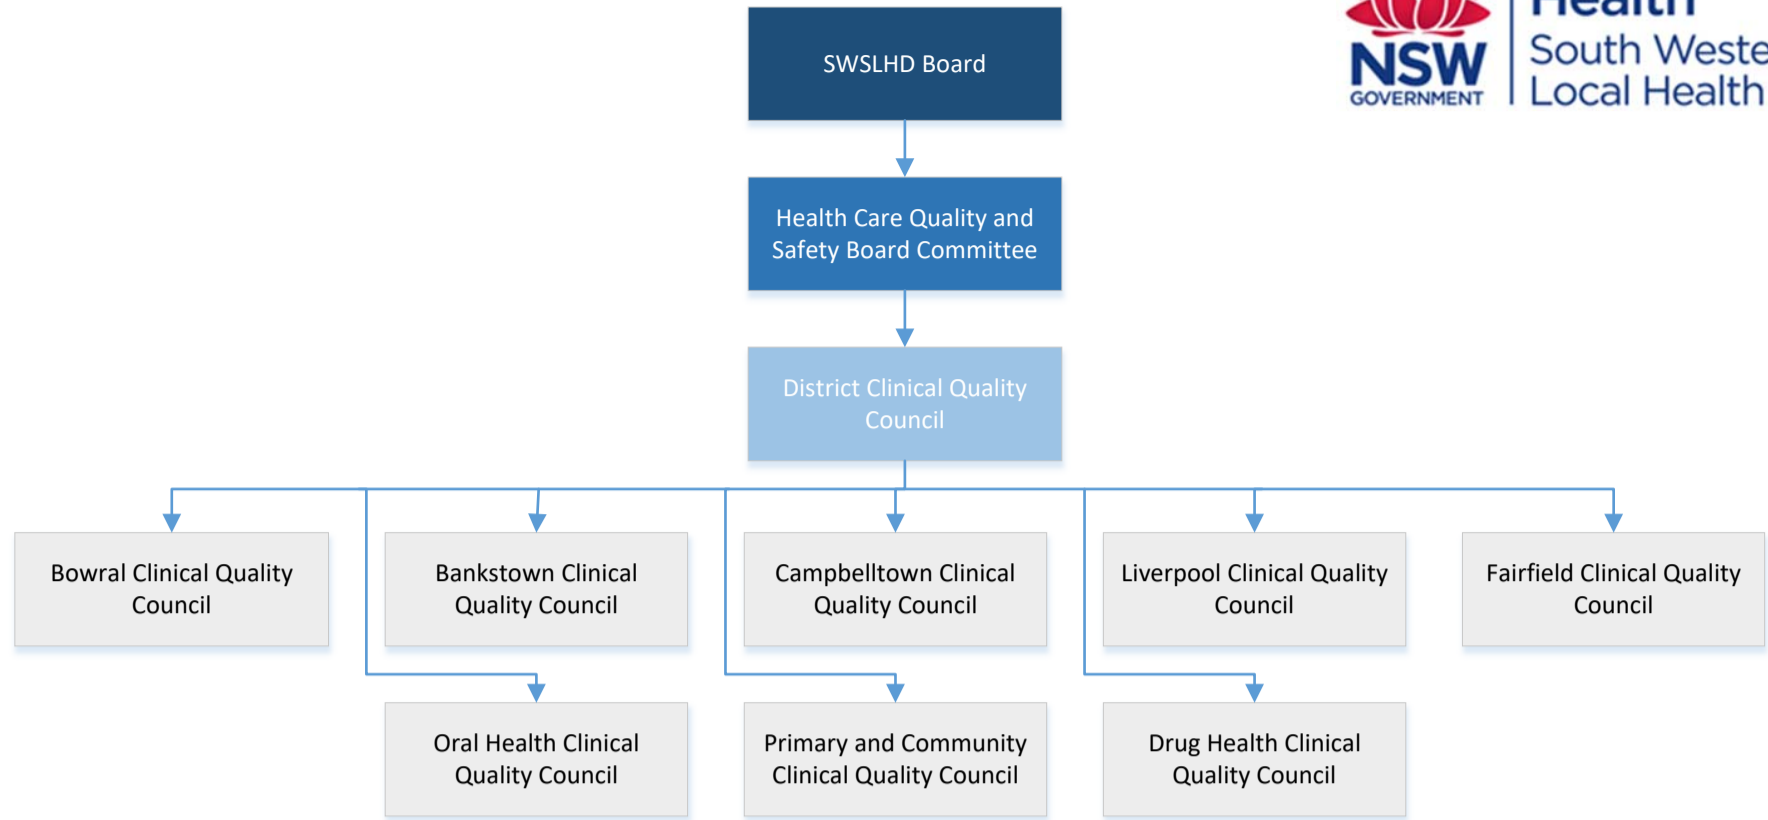 Health
South Weste
Local Health
NSW
GOVERNMENT
SWSLHD Board
Health Care Quality and
Safety Board Committee
District Clinical Quality
Council
Bowral Clinical Quality
Council
Bankstown Clinical
Quality Council
Campbelltown Clinical
Quality Council
Liverpool Clinical Quality
Council
Fairfield Clinical Quality
Council
Oral Health Clinical
Quality Council
Primary and Community
Clinical Quality Council
Drug Health Clinical
Quality Council